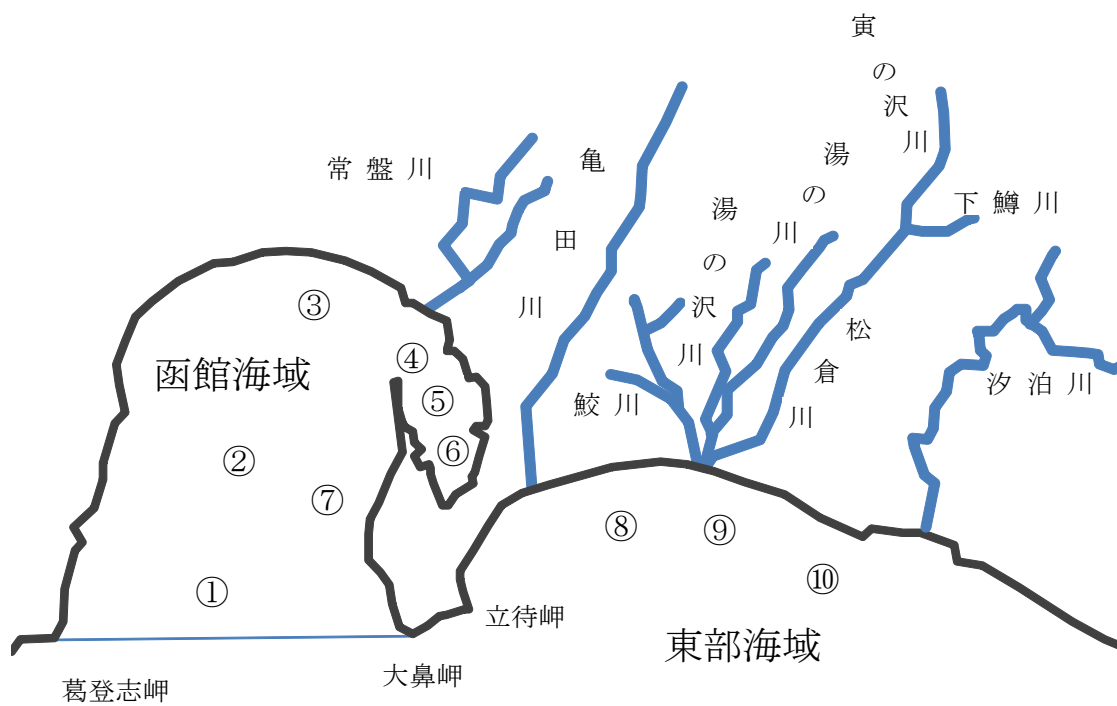 寅の沢川
常盤川
亀田川
湯の川
湯の沢川
下鱒川
松倉川
鮫川
汐泊川
函館海域
③
④
⑤
⑥
②
⑦
①
⑧
⑨
⑩
立待岬
大鼻岬
葛登志岬
東部海域